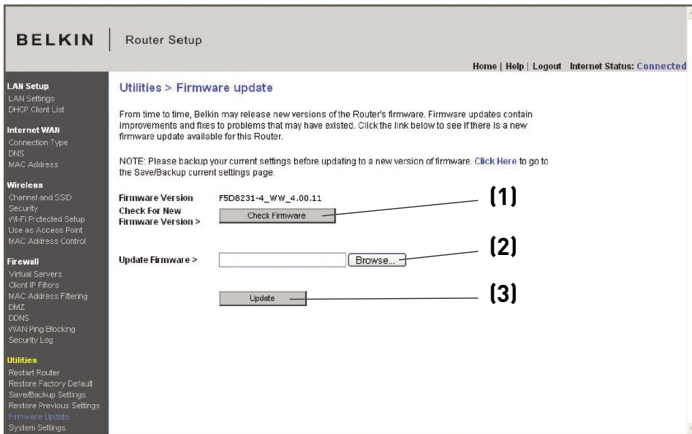 BELKIN | Router Setup
Home | Help | Logout Internet Status: Connected
LAN Setup
LAN Settings
DHCP Client List
Internet WAN
Connection Type
DNS
MAC Address
Wireless
Channel and SSID
Security
Wi-Fi Protected Setup
Use as Access Point
MAC Address Control
Firewall
Virtual Servers
Client IP Filters
MAC Address Filtering
DMZ
DDNS
WAN Ping Blocking
Security Log
Utilities
Restart Router
Restore Factory Default
Save/Backup Settings
Restore Previous Settings
Firmware Update
System Settings
Utilities > Firmware update
From time to time, Belkin may release new versions of the Router's firmware. Firmware updates contain
improvements and fixes to problems that may have existed. Click the link below to see if there is a new
firmware update available for this Router.
NOTE: Please backup your current settings before updating to a new version of firmware. Click Here to go to
the Save/Backup current settings page.
Firmware Version F5D8231-4_WW_4.00.11
Check For New
Firmware Version >
Check Firmware
(1)
Update Firmware >
Browse...
(2)
Update
(3)